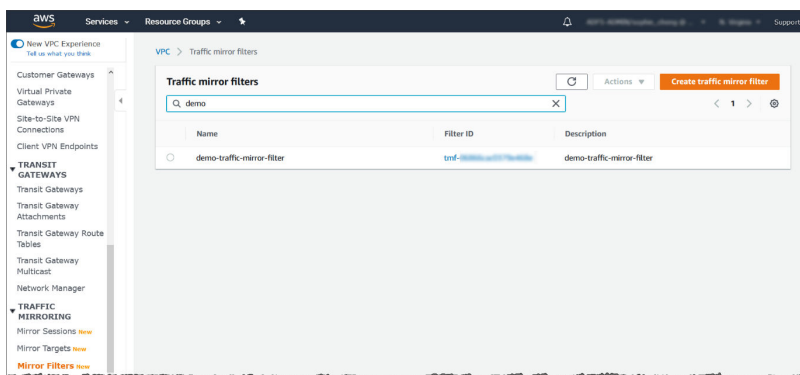 aws
Services
Resource Groups
Support
New VPC Experience
Tell us what you think
Customer Gateways
Virtual Private
Gateways
Site-to-Site VPN
Connections
Client VPN Endpoints
TRANSIT
GATEWAYS
Transit Gateways
Transit Gateway
Attachments
Transit Gateway Route
Tables
Transit Gateway
Multicast
Network Manager
TRAFFIC
MIRRORING
Mirror Sessions New
Mirror Targets New
Mirror Filters New
VPC > Traffic mirror filters
Traffic mirror filters
Actions
Create traffic mirror filter
demo
1
Name Filter ID Description
demo-traffic-mirror-filter tmf- demo-traffic-mirror-filter